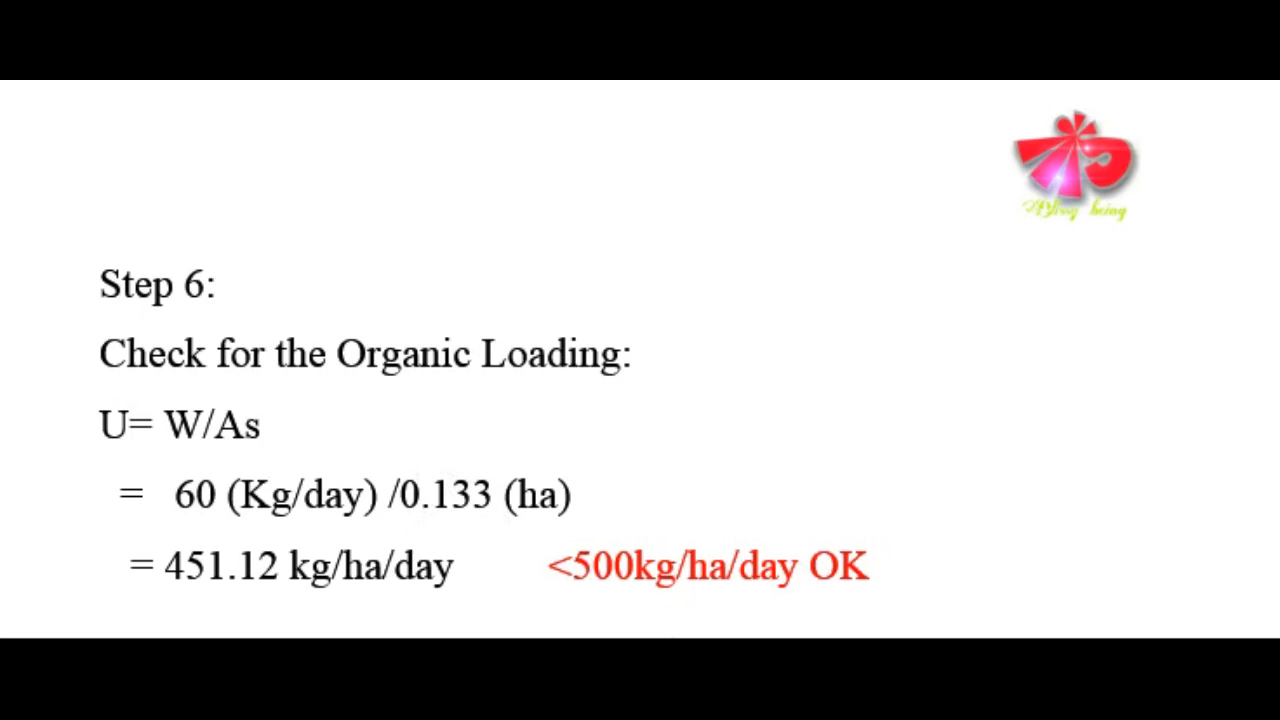 Step 6:
Check for the Organic Loading:
U= W/As
= 60 (Kg/day) /0.133 (ha)
= 451.12 kg/ha/day <500kg/ha/day OK
being